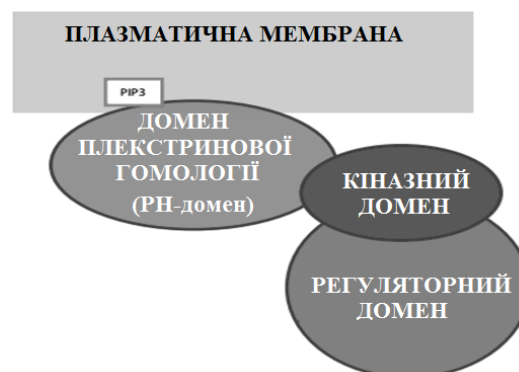 ПЛАЗМАТИЧНА МЕМБРАНА
PIP3
ДОМЕН
ПЛЕКСТРИНОВОЇ
ГОМОЛОГІЇ
(PH-домен)
КІНАЗНИЙ
ДОМЕН
РЕГУЛЯТОРНИЙ
ДОМЕН